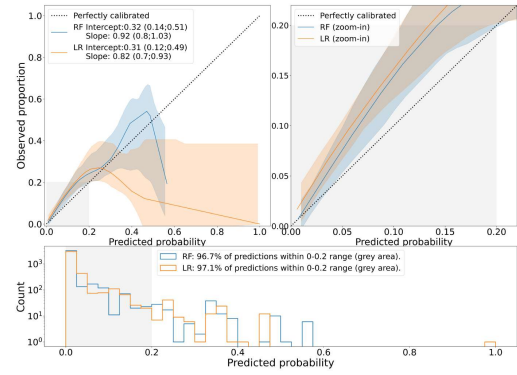 Perfectly calibrated
RF Intercept:0.32 (0.14;0.51)
Slope: 0.92 (0.8;1.03)
LR Intercept:0.31 (0.12;0.49)
Slope: 0.82 (0.7;0.93)
1.0
0.8
0.6
0.4
0.2
0.0
Observed proportion
0.0 0.2 0.4 0.6 0.8 1.0
Predicted probability
Perfectly calibrated
RF (zoom-in)
LR (zoom-in)
0.20
0.15
0.10
0.05
0.00
0.00 0.05 0.10 0.15 0.20
Predicted probability
RF: 96.7% of predictions within 0-0.2 range (grey area).
LR: 97.1% of predictions within 0-0.2 range (grey area).
10³
10²
10¹
10⁰
Count
0.0 0.2 0.4 0.6 0.8 1.0
Predicted probability